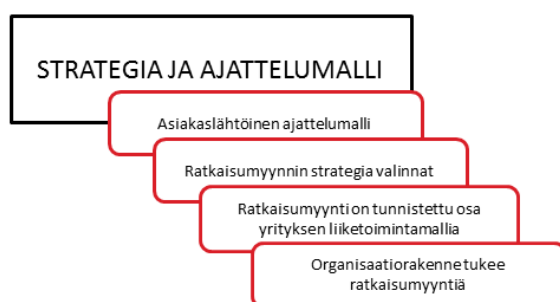 STRATEGIA JA AJATTELUMALLI
Asiakaslähtöinen ajattelumalli
Ratkaisumyynnin strategia valinnat
Ratkaisumyynti on tunnistettu osa
yrityksen liiketoimintamallia
Organisaatiorakenne tukee
ratkaisumyyntiä